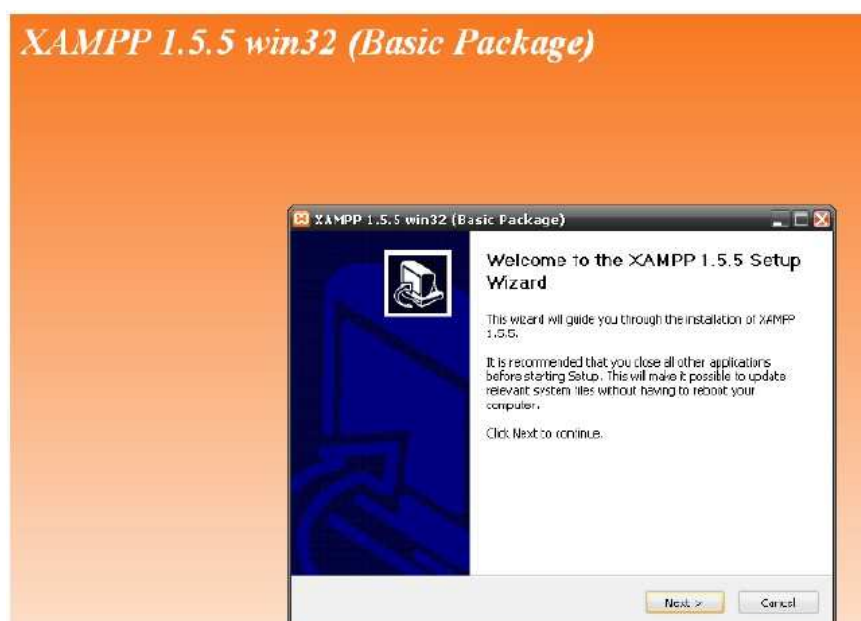 XAMPP 1.5.5 win32 (Basic Package)
XAMPP 1.5.5 win32 (Basic Package)
Welcome to the XAMPP 1.5.5 Setup
Wizard
This wizard will guide you through the installation of XAMPP
1.5.5.
It is recommended that you close all other applications
before starting Setup. This will make it possible to update
relevant system files without having to reboot your
computer.
Click Next to continue.
Next >
Cancel